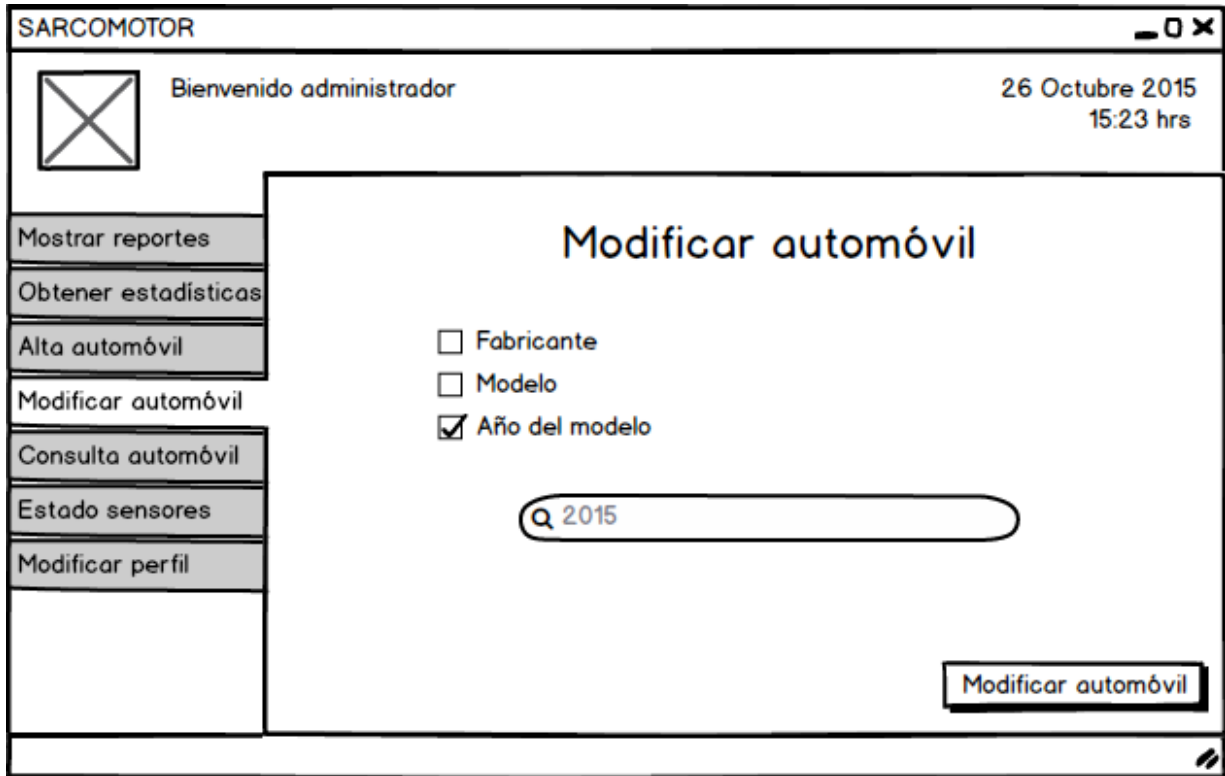 SARCOMOTOR
Bienvenido administrador
26 Octubre 2015
15:23 hrs
Mostrar reportes
Obtener estadísticas
Alta automóvil
Modificar automóvil
Consulta automóvil
Estado sensores
Modificar perfil
Modificar automóvil
Fabricante
Modelo
Año del modelo
2015
Modificar automóvil